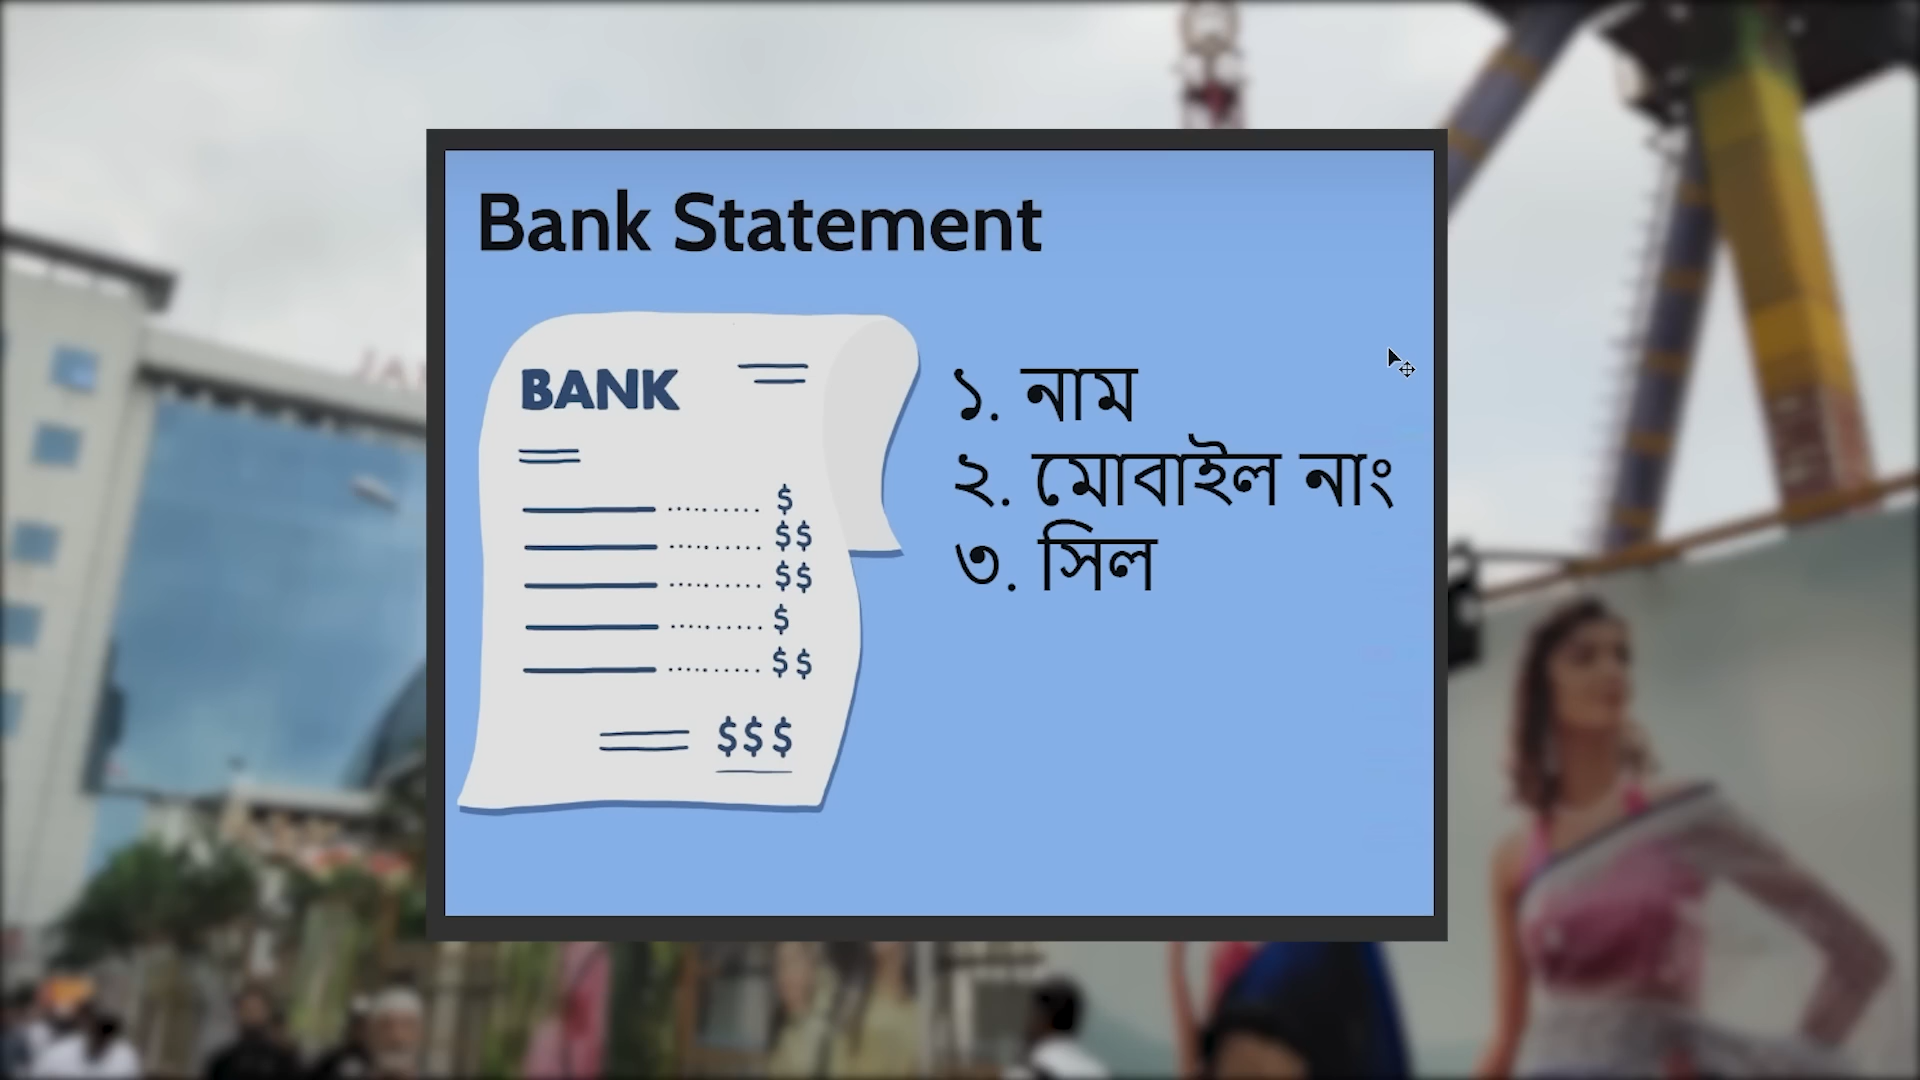 Bank Statement
BANK
$
$$
$$
$
$$
$$$
১. নাম
২. মোবাইল নাং
৩. সিল